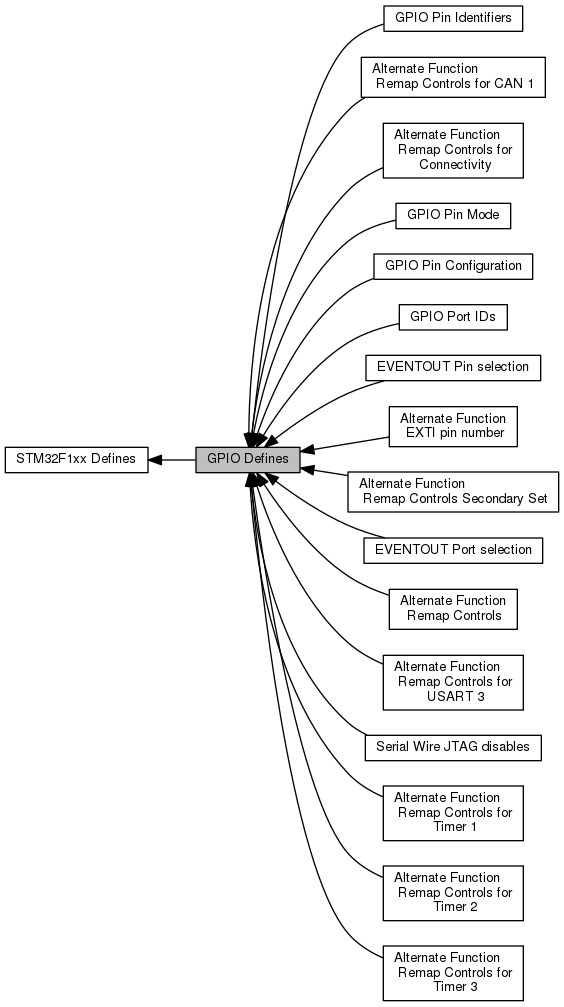 GPIO Pin Identifiers
Alternate Function
Remap Controls for CAN 1
Alternate Function
Remap Controls for
Connectivity
GPIO Pin Mode
GPIO Pin Configuration
GPIO Port IDs
EVENTOUT Pin selection
Alternate Function
EXTI pin number
STM32F1xx Defines
GPIO Defines
Alternate Function
Remap Controls Secondary Set
EVENTOUT Port selection
Alternate Function
Remap Controls
Alternate Function
Remap Controls for
USART 3
Serial Wire JTAG disables
Alternate Function
Remap Controls for
Timer 1
Alternate Function
Remap Controls for
Timer 2
Alternate Function
Remap Controls for
Timer 3